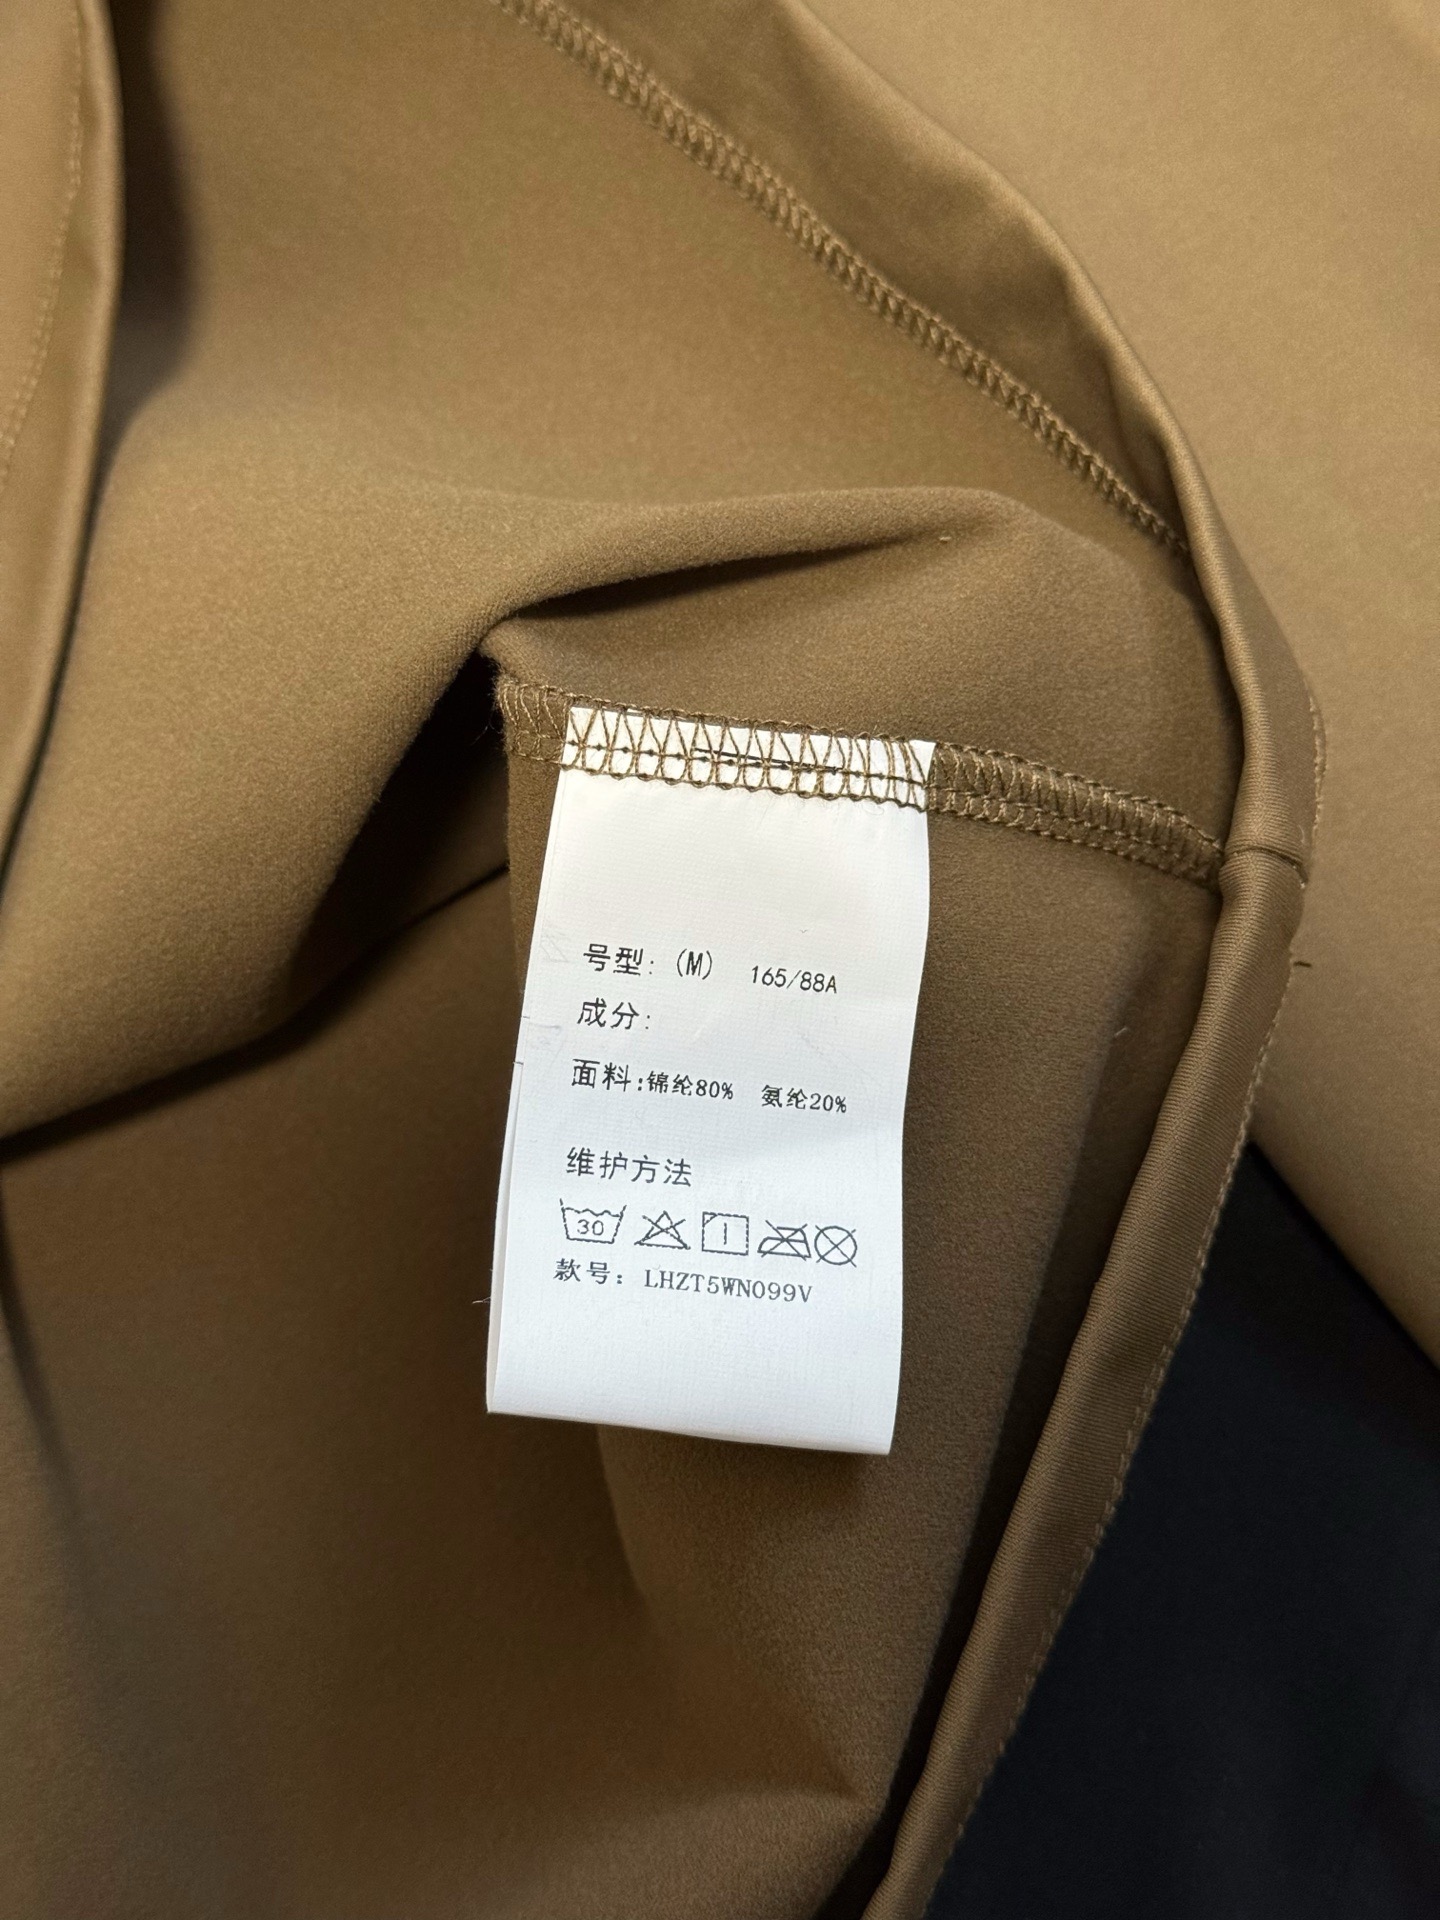 号型: (M) 165/88A
成分:
面料:锦纶80% 氨纶20%
维护方法
30
款号: LHZT5WN099V